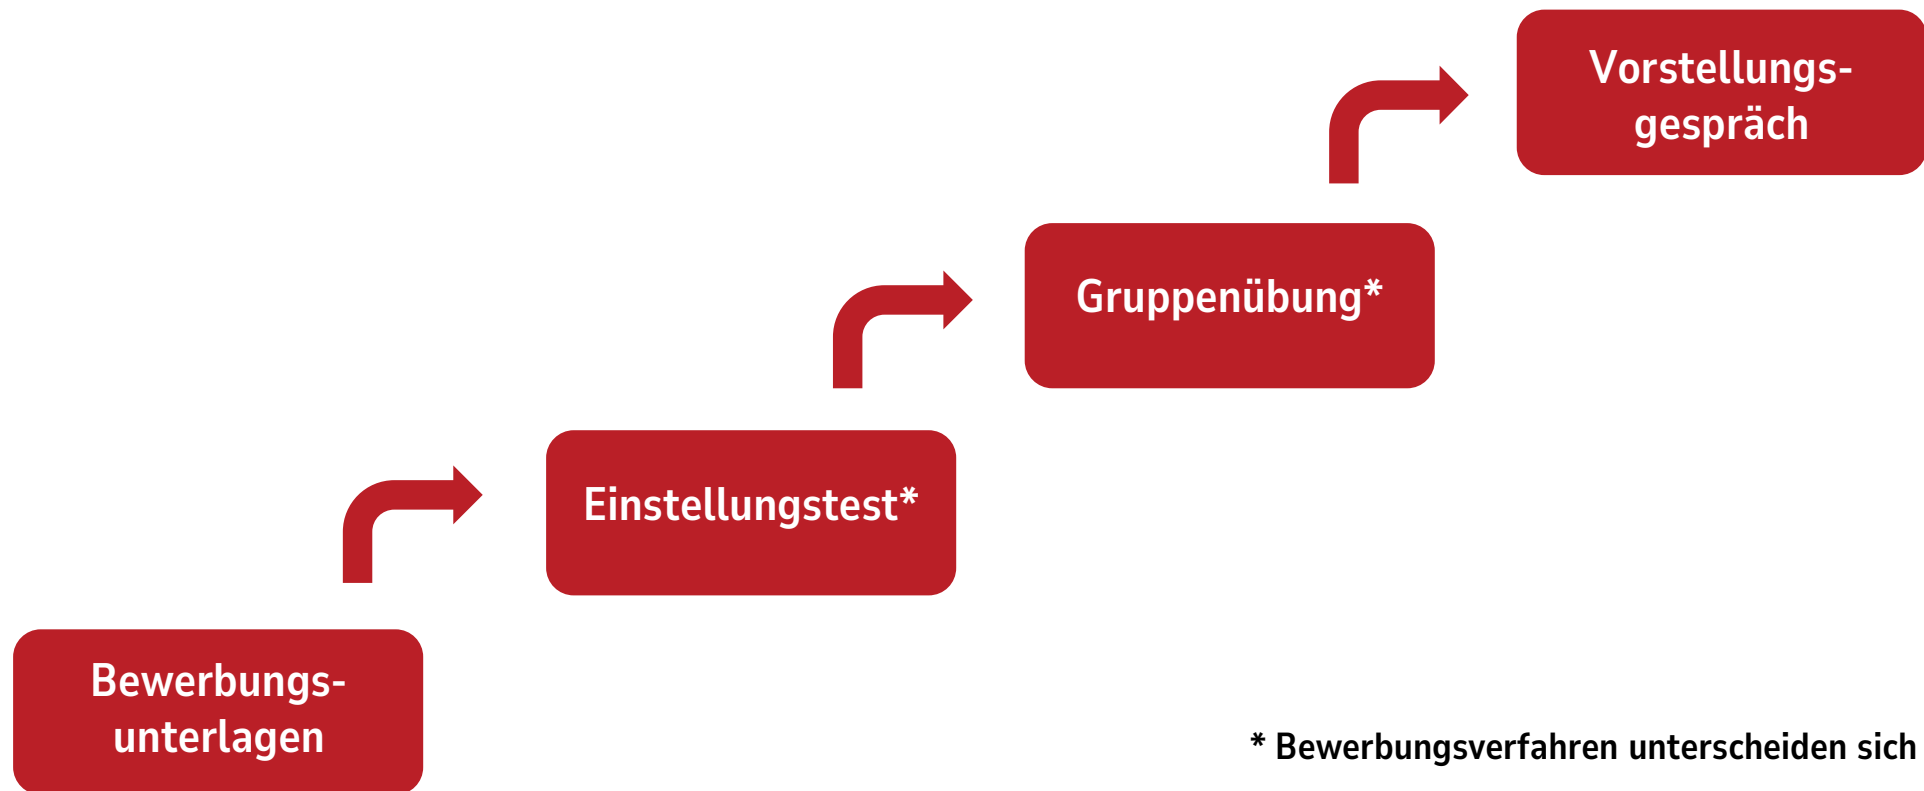 Vorstellungs-
gespräch
Gruppenübung*
Einstellungstest*
Bewerbungs-
unterlagen
* Bewerbungsverfahren unterscheiden sich